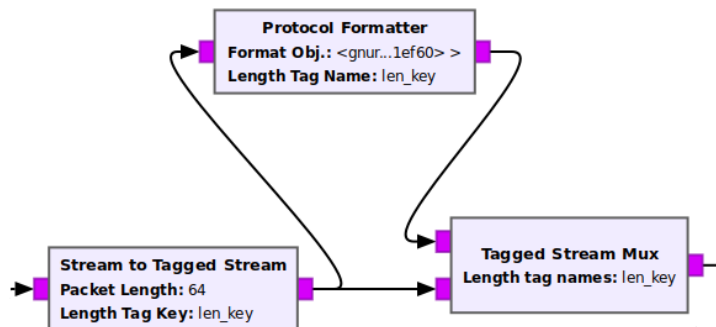 Protocol Formatter
Format Obj.: <gnur...1ef60> >
Length Tag Name: len_key
Stream to Tagged Stream
Packet Length: 64
Length Tag Key: len_key
Tagged Stream Mux
Length tag names: len_key